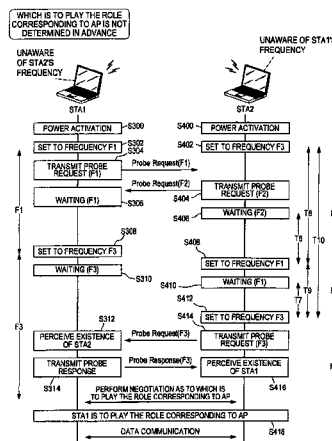 WHICH IS TO PLAY THE ROLE
CORRESPONDING TO AP IS NOT
DETERMINED IN ADVANCE
UNAWARE
OF STA2'S
FREQUENCY
UNAWARE OF STA1'S
FREQUENCY
STA1
STA2
POWER ACTIVATION
S300
S400
POWER ACTIVATION
SET TO FREQUENCY F1
S302
S304
S402
SET TO FREQUENCY F3
TRANSMIT PROBE
REQUEST (F1)
Probe Request(F1)
Probe Request(F2)
TRANSMIT PROBE
REQUEST (F2)
WAITING (F1)
S306
S404
S406
WAITING (F2)
F1
T6
T8
T10
S308
SET TO FREQUENCY F3
S408
SET TO FREQUENCY F1
WAITING (F3)
S310
S410
WAITING (F1)
T7
T9
S412
SET TO FREQUENCY F3
S312
S414
F3
PERCEIVE EXISTENCE
OF STA2
Probe Request(F3)
TRANSMIT PROBE
REQUEST (F3)
TRANSMIT PROBE
RESPONSE
Probe Response(F3)
PERCEIVE EXISTENCE
OF STA1
S314
S416
PERFORM NEGOTIATION AS TO WHICH IS
TO PLAY THE ROLE CORRESPONDING TO AP
STA1 IS TO PLAY THE ROLE CORRESPONDING TO AP
S418
DATA COMMUNICATION